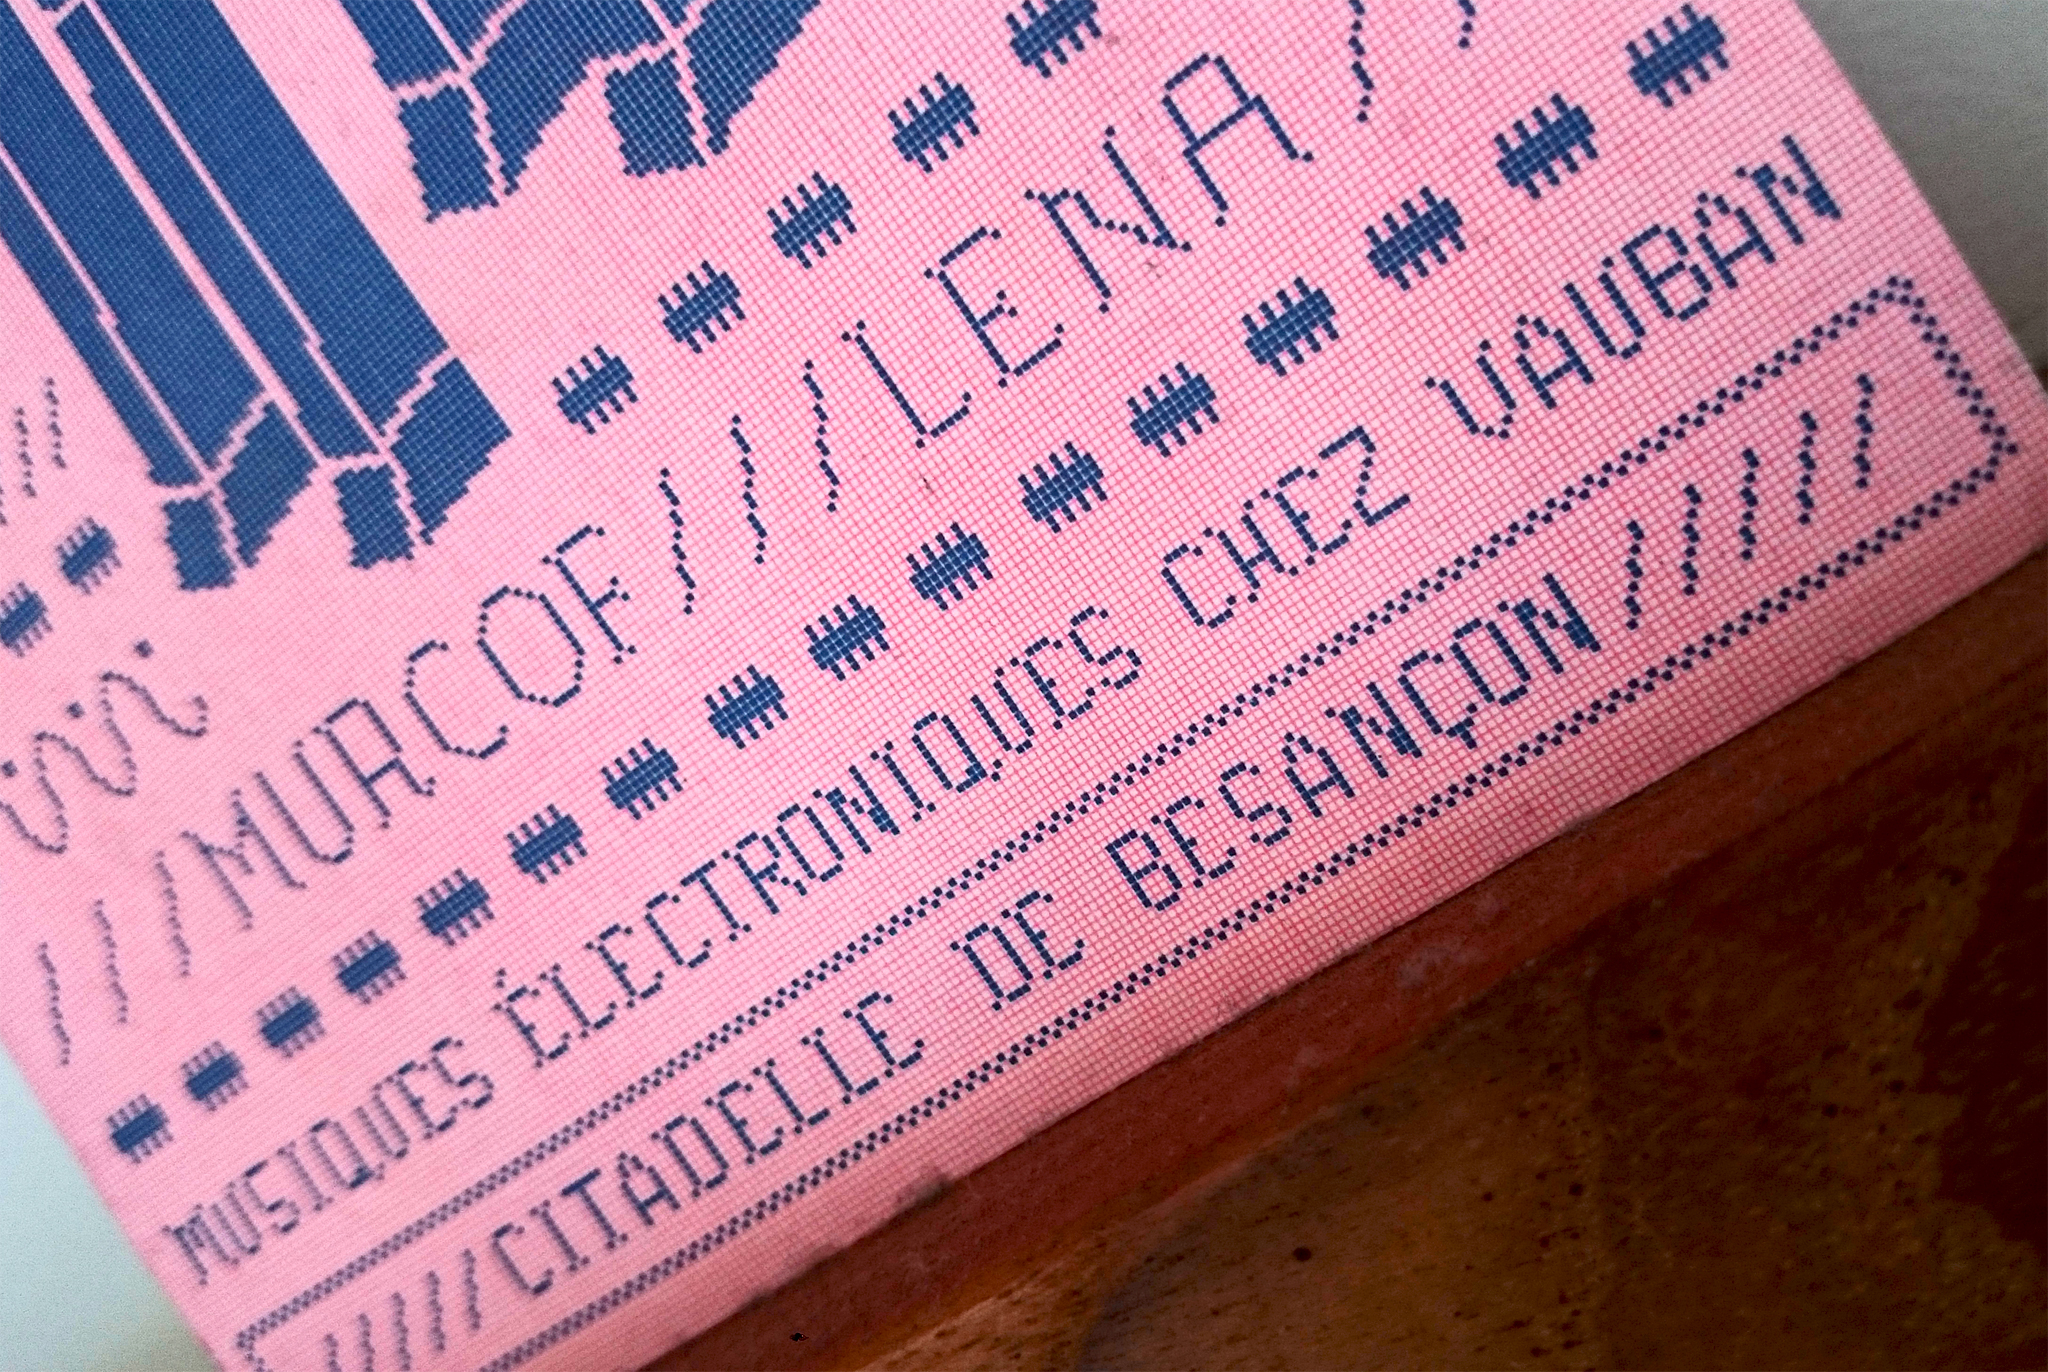 ///MURCOF///LENA//
MUSIQUES ÉLECTRONIQUES CHEZ VAUBAN
////CITADELLE DE BESANÇON/////